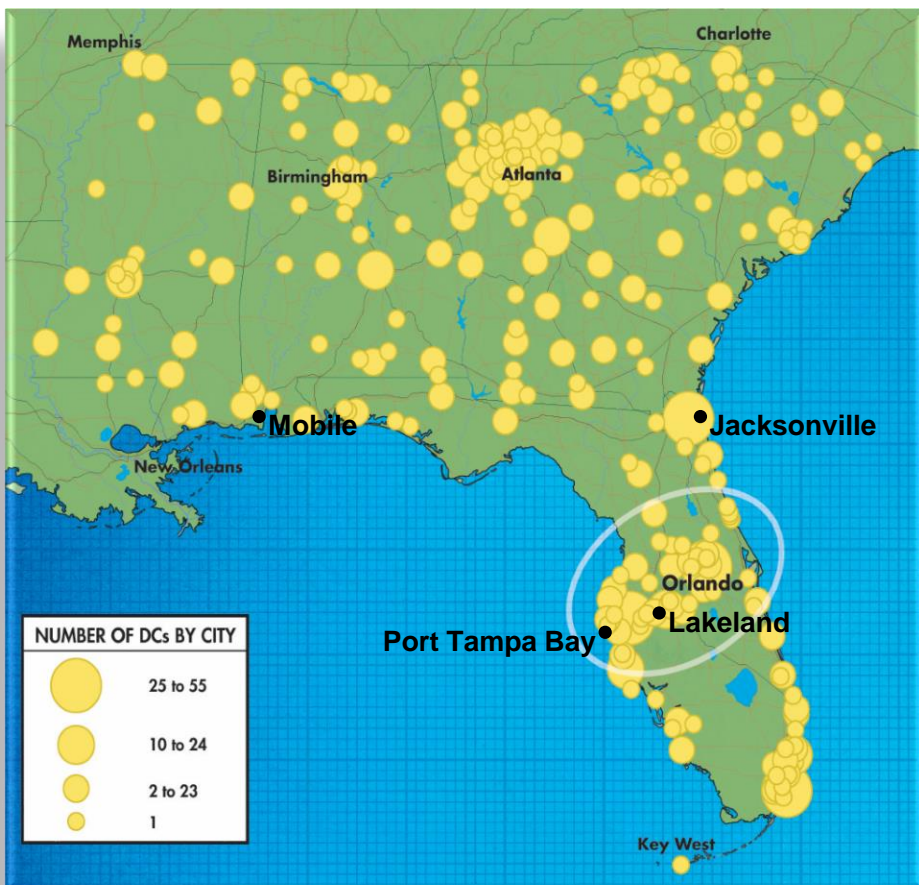 Memphis
Charlotte
Birmingham
Atlanta
Mobile
Jacksonville
New Orleans
Orlando
Lakeland
Port Tampa Bay
NUMBER OF DCs BY CITY
25 to 55
10 to 24
2 to 23
1
Key West